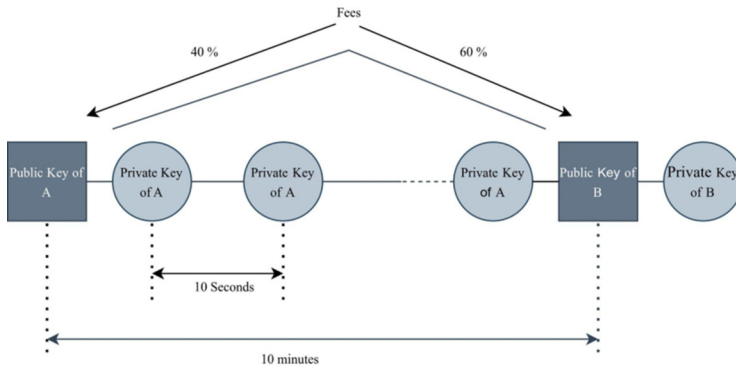 Fees
40 %
60 %
Public Key of
A
Private Key
of A
Private Key
of A
Private Key
of A
Public Key of
B
Private Key
of B
10 Seconds
10 minutes